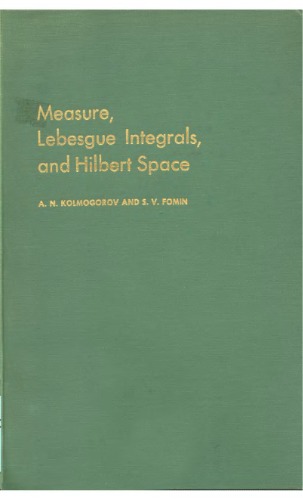 Measure,
Lebesgue Integrals,
and Hilbert Space
A. N. KOLMOGOROV AND S. V. FOMIN